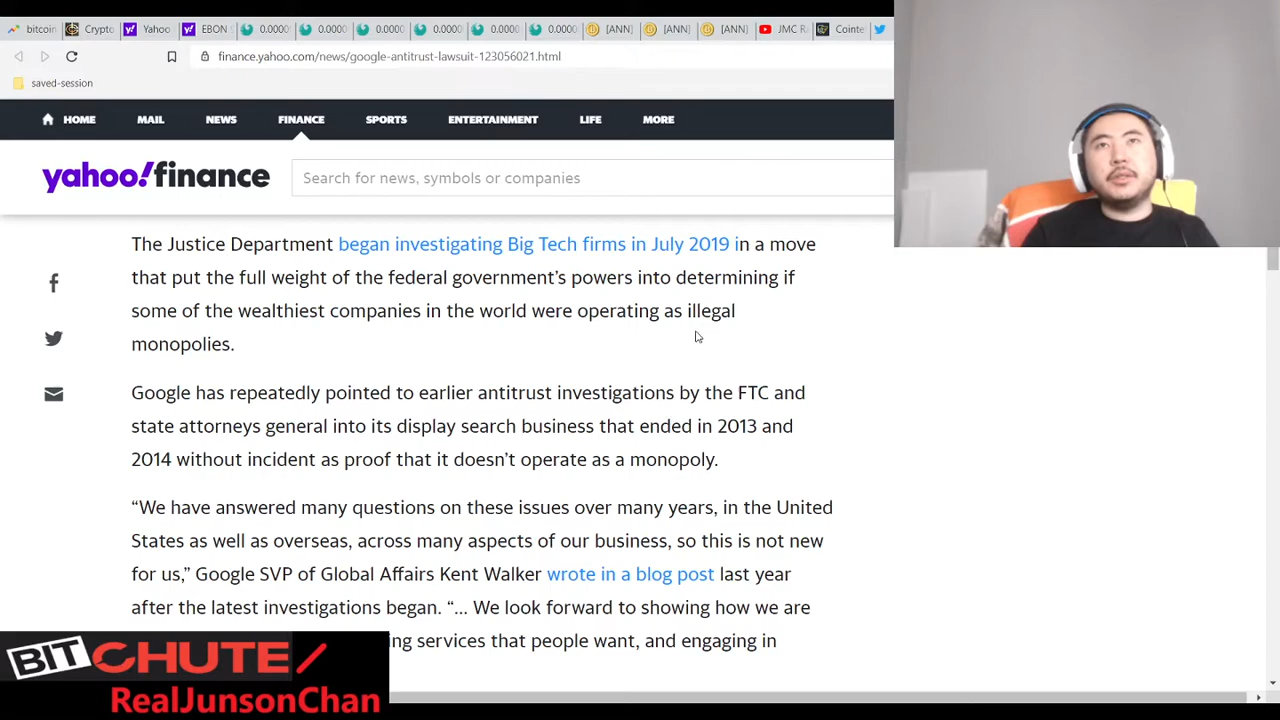 bitcoin
Crypto
Yahoo
EBON
0.0000
0.0000
0.0000
0.0000
0.0000
0.0000
[ANN]
[ANN]
[ANN]
JMC R
Cointe
finance.yahoo.com/news/google-antitrust-lawsuit-123056021.html
saved-session
HOME
MAIL
NEWS
FINANCE
SPORTS
ENTERTAINMENT
LIFE
MORE
yahoo!finance
Search for news, symbols or companies
The Justice Department began investigating Big Tech firms in July 2019 in a move
that put the full weight of the federal government’s powers into determining if
some of the wealthiest companies in the world were operating as illegal
monopolies.
Google has repeatedly pointed to earlier antitrust investigations by the FTC and
state attorneys general into its display search business that ended in 2013 and
2014 without incident as proof that it doesn’t operate as a monopoly.
“We have answered many questions on these issues over many years, in the United
States as well as overseas, across many aspects of our business, so this is not new
for us,” Google SVP of Global Affairs Kent Walker wrote in a blog post last year
after the latest investigations began. “... We look forward to showing how we are
ing services that people want, and engaging in
BITCHUTE/
RealJunsonChan